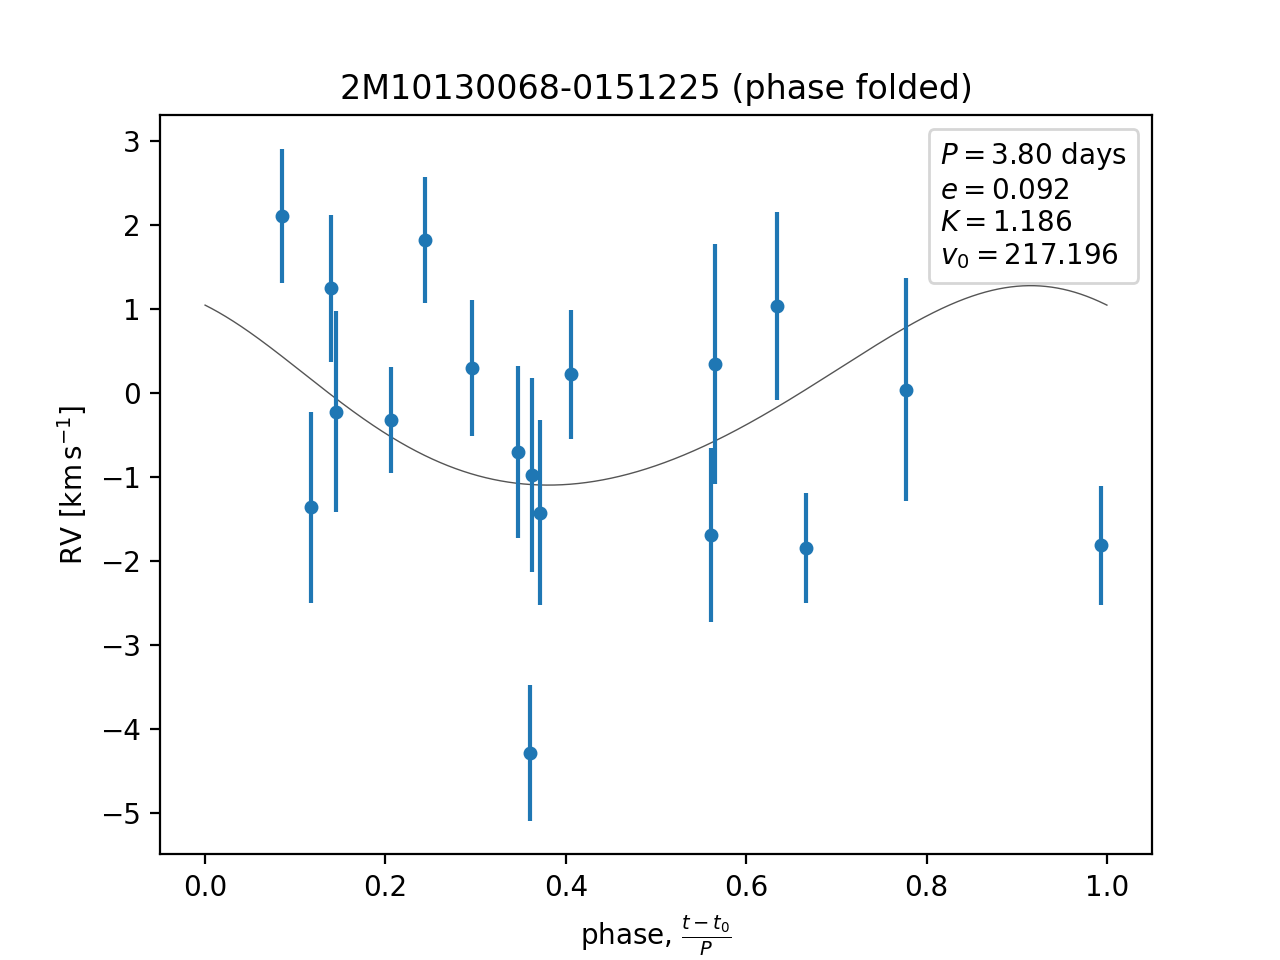 2M10130068-0151225 (phase folded)
P = 3.80 days
e = 0.092
K = 1.186
v₀ = 217.196
RV [km s⁻¹]
3
2
1
0
−1
−2
−3
−4
−5
0.0 0.2 0.4 0.6 0.8 1.0
phase, (t − t₀)/P